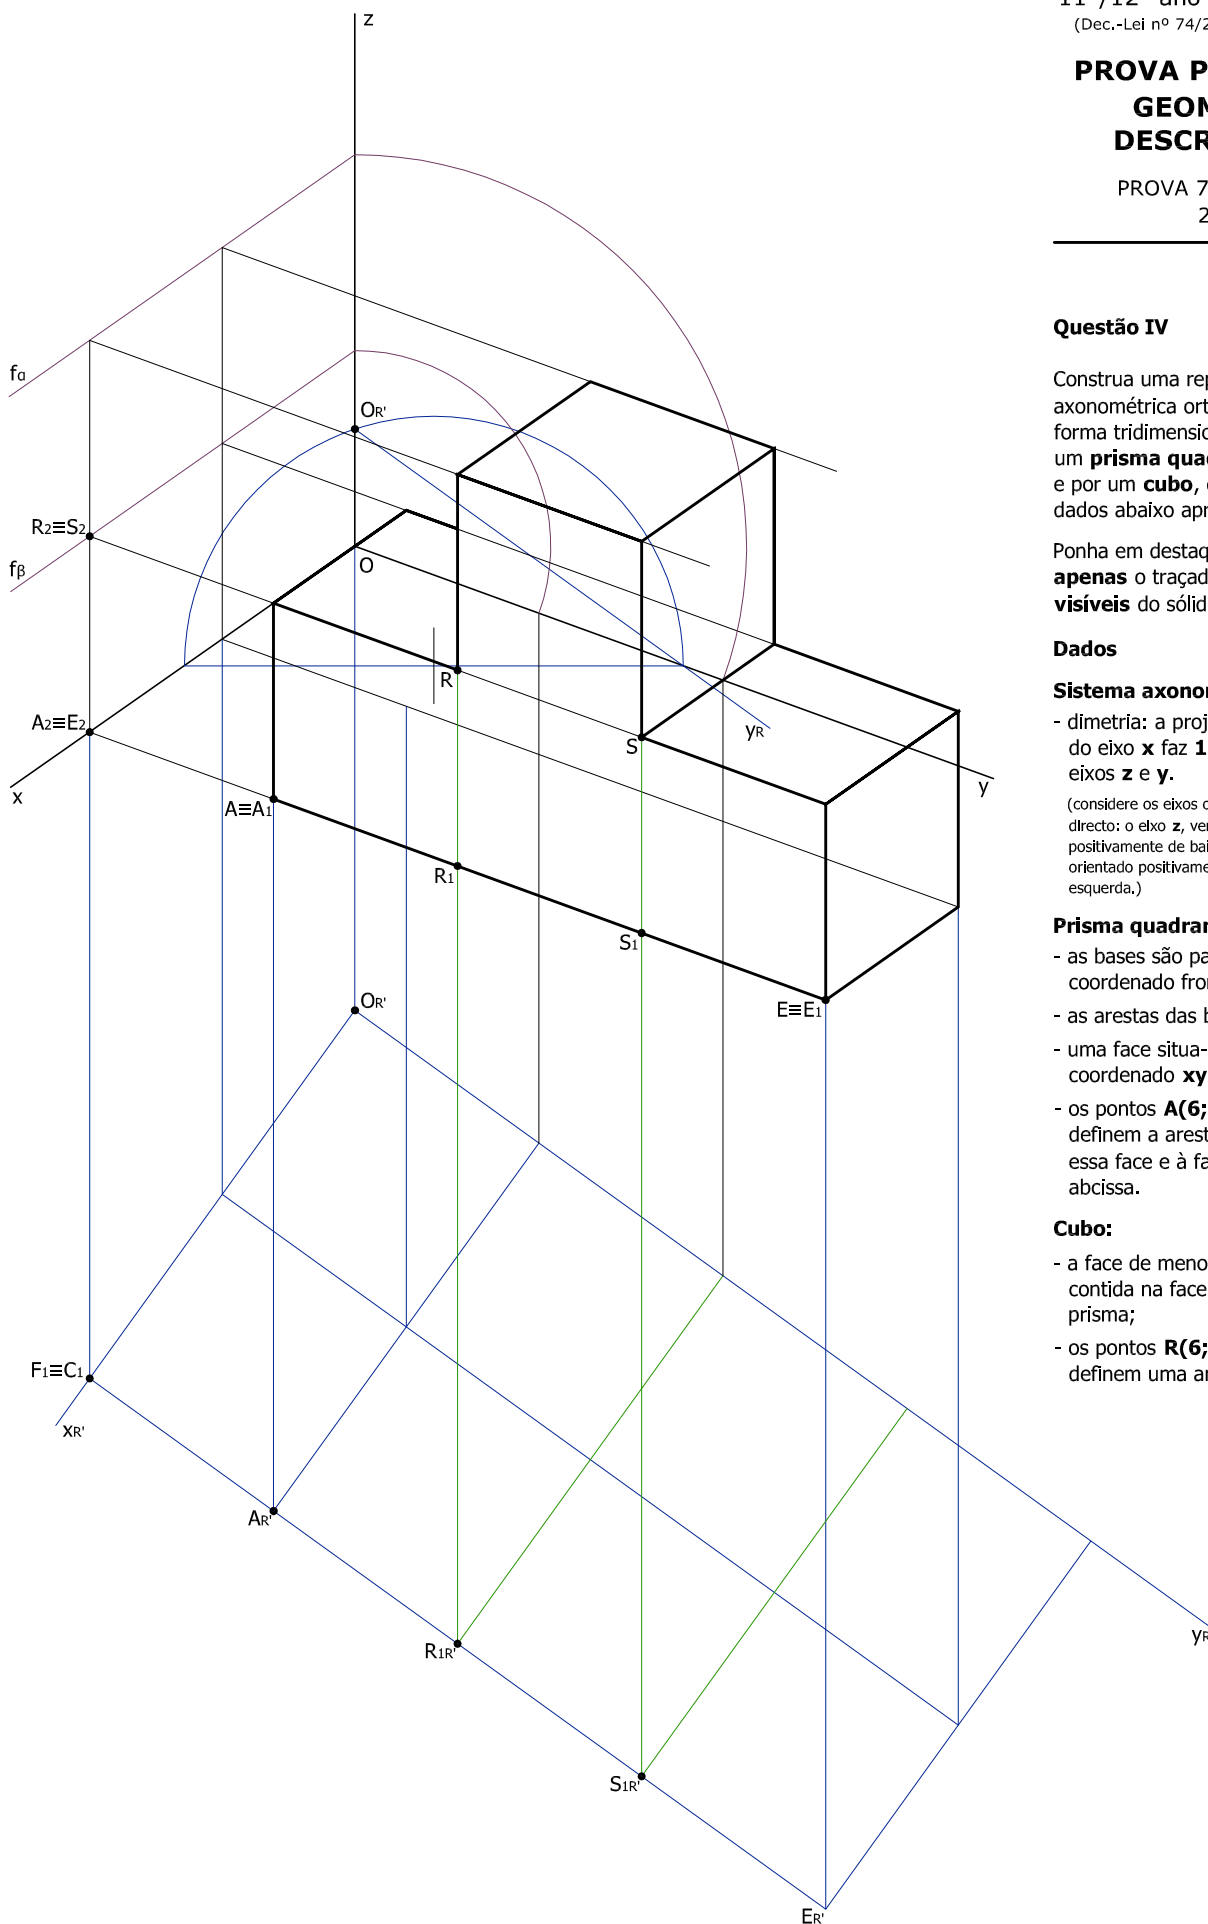 11º/12º ano
(Dec.-Lei nº 74/2
PROVA P
GEOM
DESCR
PROVA 7
2
Questão IV
Construa uma rep
axonométrica ort
forma tridimensio
um prisma quad
e por um cubo,
dados abaixo apr
Ponha em destaq
apenas o traçad
visíveis do sólid
Dados
Sistema axonon
- dimetria: a proj
do eixo x faz 1
eixos z e y.
(considere os eixos o
directo: o eixo z, ver
positivamente de bai
orientado positivame
esquerda.)
Prisma quadran
- as bases são pa
coordenado fron
- as arestas das b
- uma face situa-
coordenado xy
- os pontos A(6;
definem a arest
essa face e à fa
abcissa.
Cubo:
- a face de meno
contida na face
prisma;
- os pontos R(6;
definem uma ar
z
fα
OR'
R2≡S2
fβ
O
R
A2≡E2
yR
S
x
y
A≡A1
R1
S1
OR'
E≡E1
F1≡C1
xR'
AR'
R1R'
yR
S1R'
ER'